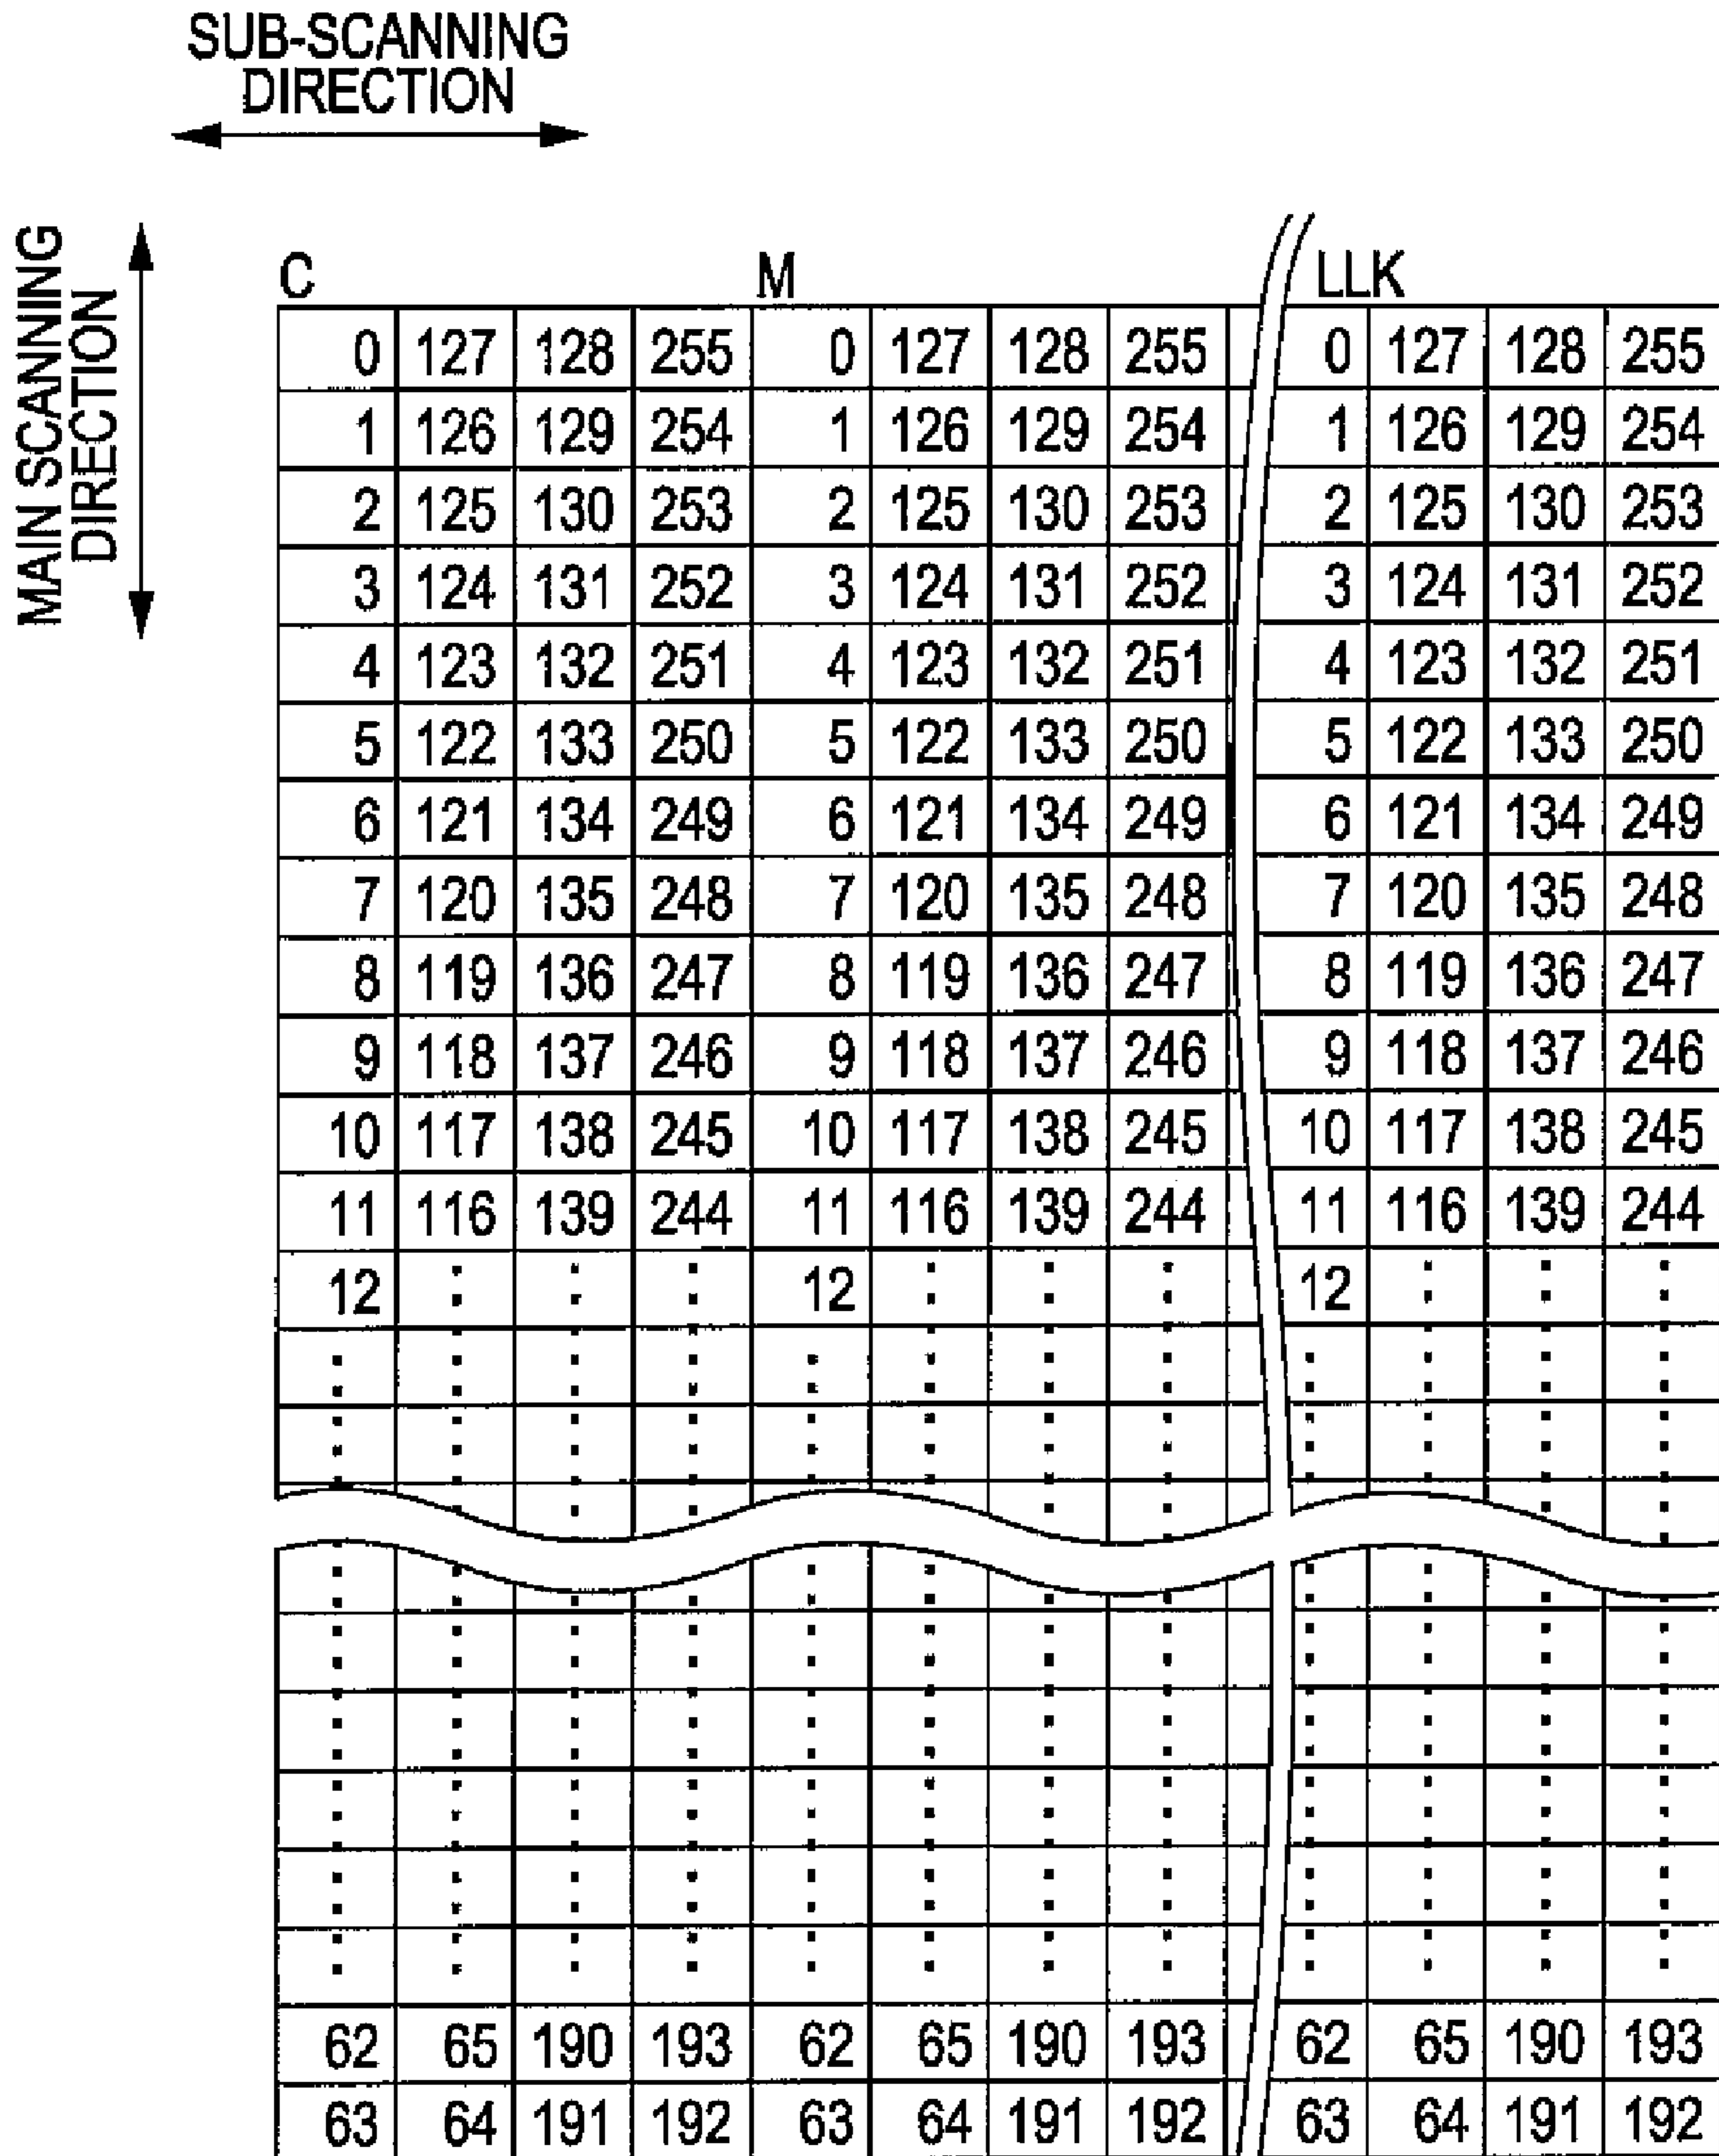 SUB-SCANNING
DIRECTION
MAIN SCANNING
DIRECTION
C M LLK
0 127 128 255 0 127 128 255 0 127 128 255
1 126 129 254 1 126 129 254 1 126 129 254
2 125 130 253 2 125 130 253 2 125 130 253
3 124 131 252 3 124 131 252 3 124 131 252
4 123 132 251 4 123 132 251 4 123 132 251
5 122 133 250 5 122 133 250 5 122 133 250
6 121 134 249 6 121 134 249 6 121 134 249
7 120 135 248 7 120 135 248 7 120 135 248
8 119 136 247 8 119 136 247 8 119 136 247
9 118 137 246 9 118 137 246 9 118 137 246
10 117 138 245 10 117 138 245 10 117 138 245
11 116 139 244 11 116 139 244 11 116 139 244
12 12 12
62 65 190 193 62 65 190 193 62 65 190 193
63 64 191 192 63 64 191 192 63 64 191 192